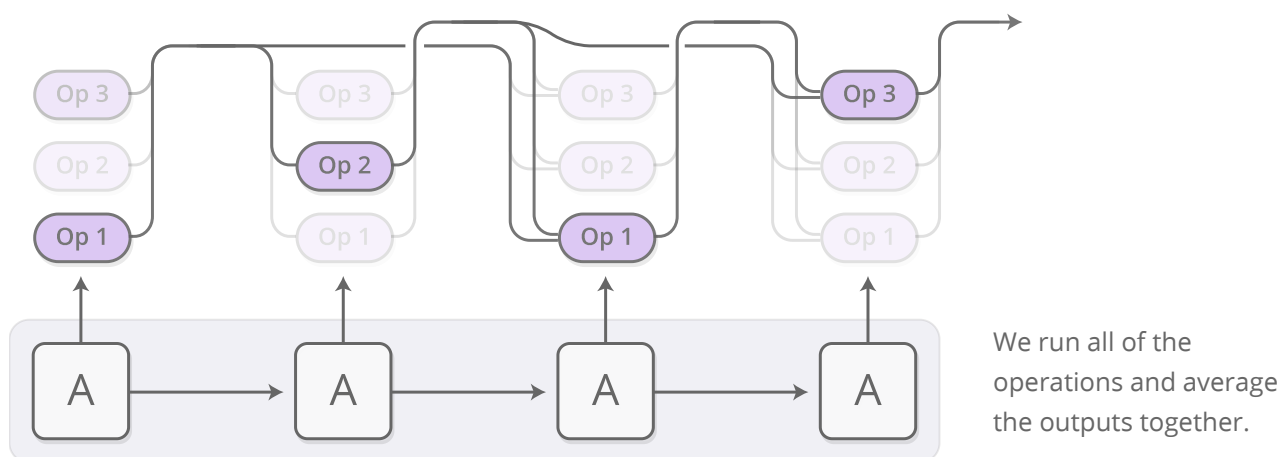 Op 3 Op 3 Op 3 Op 3
Op 2 Op 2 Op 2 Op 2
Op 1 Op 1 Op 1 Op 1
A A A A
We run all of the
operations and average
the outputs together.